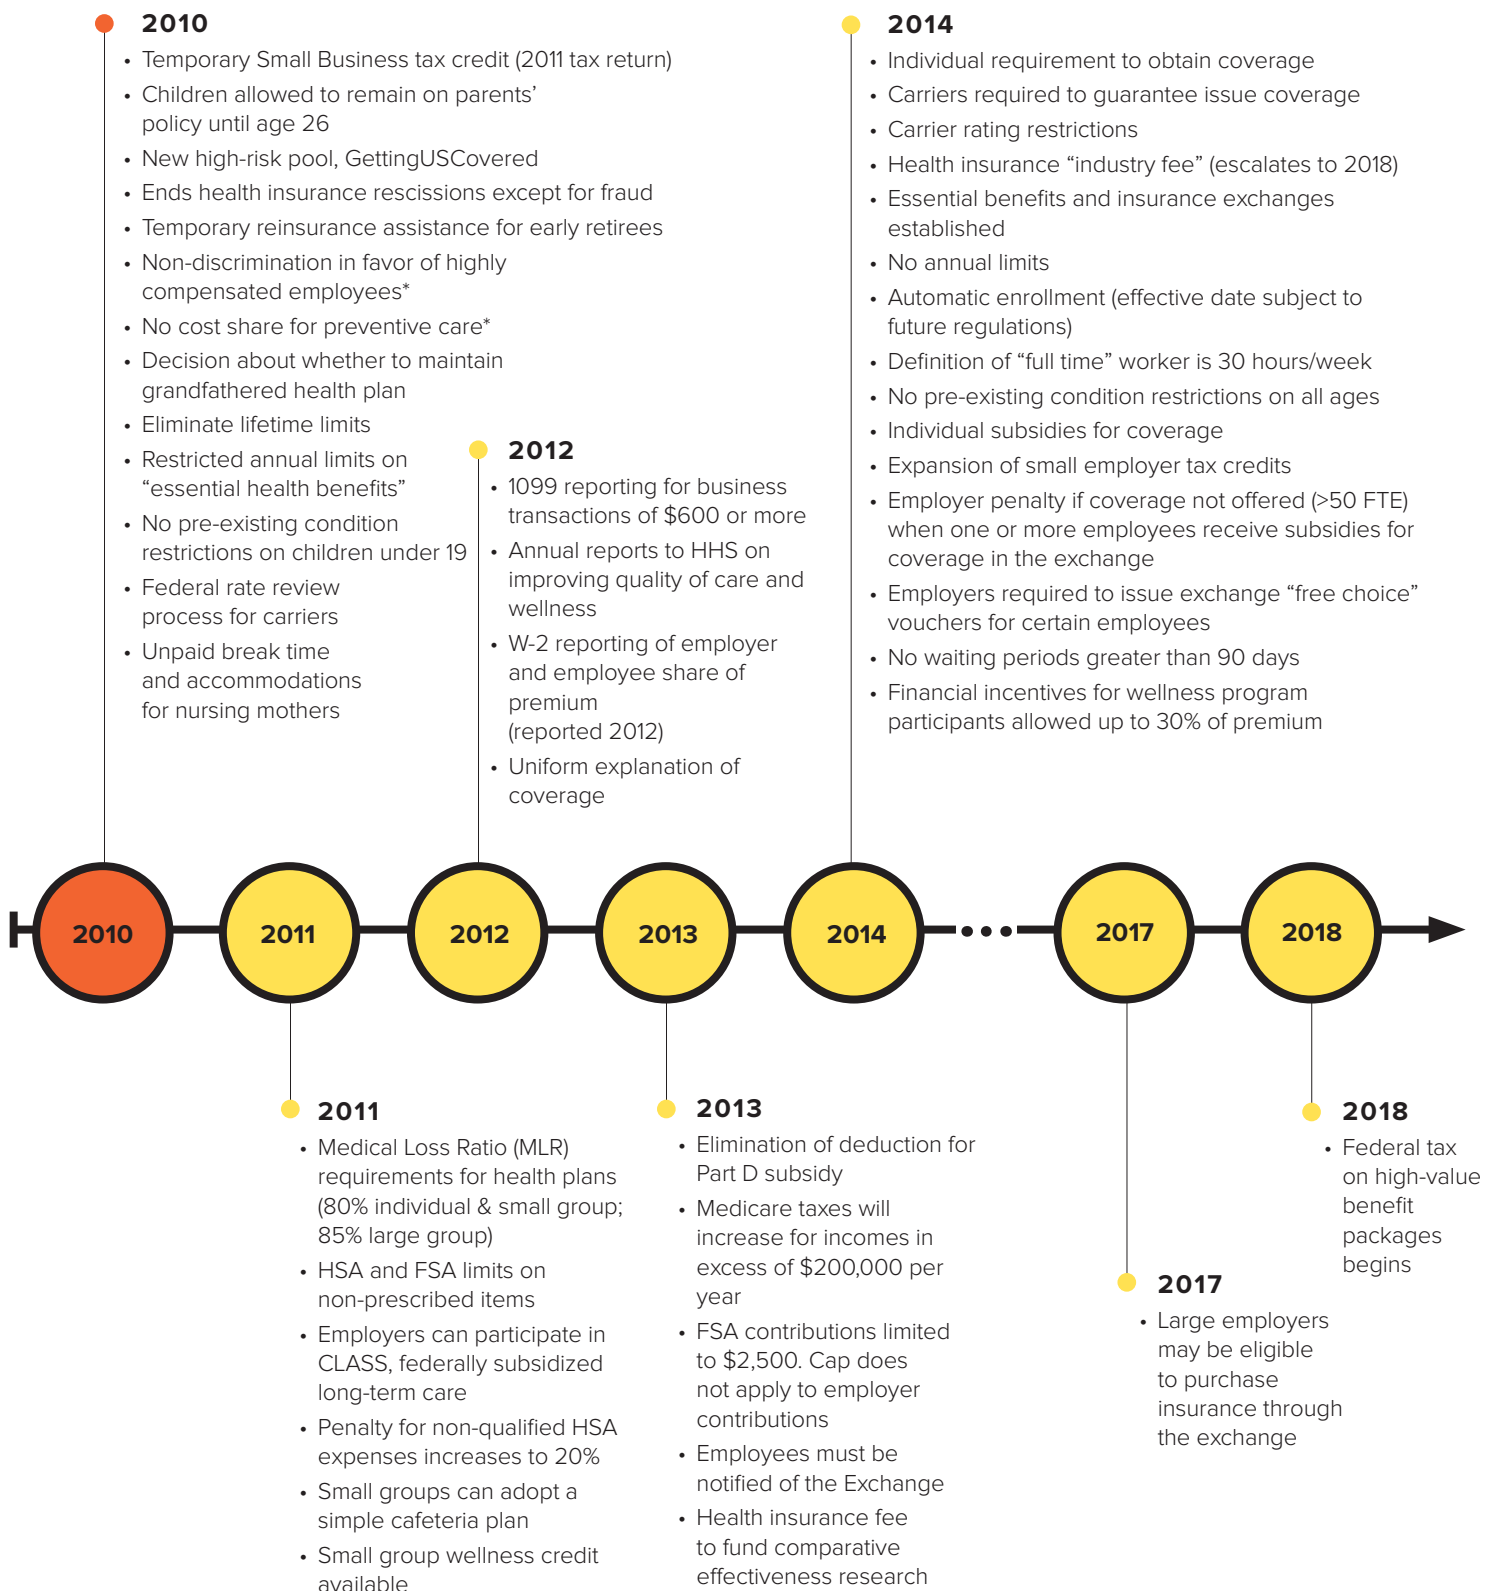 2010
• Temporary Small Business tax credit (2011 tax return)
• Children allowed to remain on parents’
policy until age 26
• New high-risk pool, GettingUSCovered
• Ends health insurance rescissions except for fraud
• Temporary reinsurance assistance for early retirees
• Non-discrimination in favor of highly
compensated employees*
• No cost share for preventive care*
• Decision about whether to maintain
grandfathered health plan
• Eliminate lifetime limits
• Restricted annual limits on
“essential health benefits”
• No pre-existing condition
restrictions on children under 19
• Federal rate review
process for carriers
• Unpaid break time
and accommodations
for nursing mothers
2012
• 1099 reporting for business
transactions of $600 or more
• Annual reports to HHS on
improving quality of care and
wellness
• W-2 reporting of employer
and employee share of
premium
(reported 2012)
• Uniform explanation of
coverage
2014
• Individual requirement to obtain coverage
• Carriers required to guarantee issue coverage
• Carrier rating restrictions
• Health insurance “industry fee” (escalates to 2018)
• Essential benefits and insurance exchanges
established
• No annual limits
• Automatic enrollment (effective date subject to
future regulations)
• Definition of “full time” worker is 30 hours/week
• No pre-existing condition restrictions on all ages
• Individual subsidies for coverage
• Expansion of small employer tax credits
• Employer penalty if coverage not offered (>50 FTE)
when one or more employees receive subsidies for
coverage in the exchange
• Employers required to issue exchange “free choice”
vouchers for certain employees
• No waiting periods greater than 90 days
• Financial incentives for wellness program
participants allowed up to 30% of premium
2010
2011
2012
2013
2014
2017
2018
2011
• Medical Loss Ratio (MLR)
requirements for health plans
(80% individual & small group;
85% large group)
• HSA and FSA limits on
non-prescribed items
• Employers can participate in
CLASS, federally subsidized
long-term care
• Penalty for non-qualified HSA
expenses increases to 20%
• Small groups can adopt a
simple cafeteria plan
• Small group wellness credit
available
2013
• Elimination of deduction for
Part D subsidy
• Medicare taxes will
increase for incomes in
excess of $200,000 per
year
• FSA contributions limited
to $2,500. Cap does
not apply to employer
contributions
• Employees must be
notified of the Exchange
• Health insurance fee
to fund comparative
effectiveness research
2017
• Large employers
may be eligible
to purchase
insurance through
the exchange
2018
• Federal tax
on high-value
benefit
packages
begins